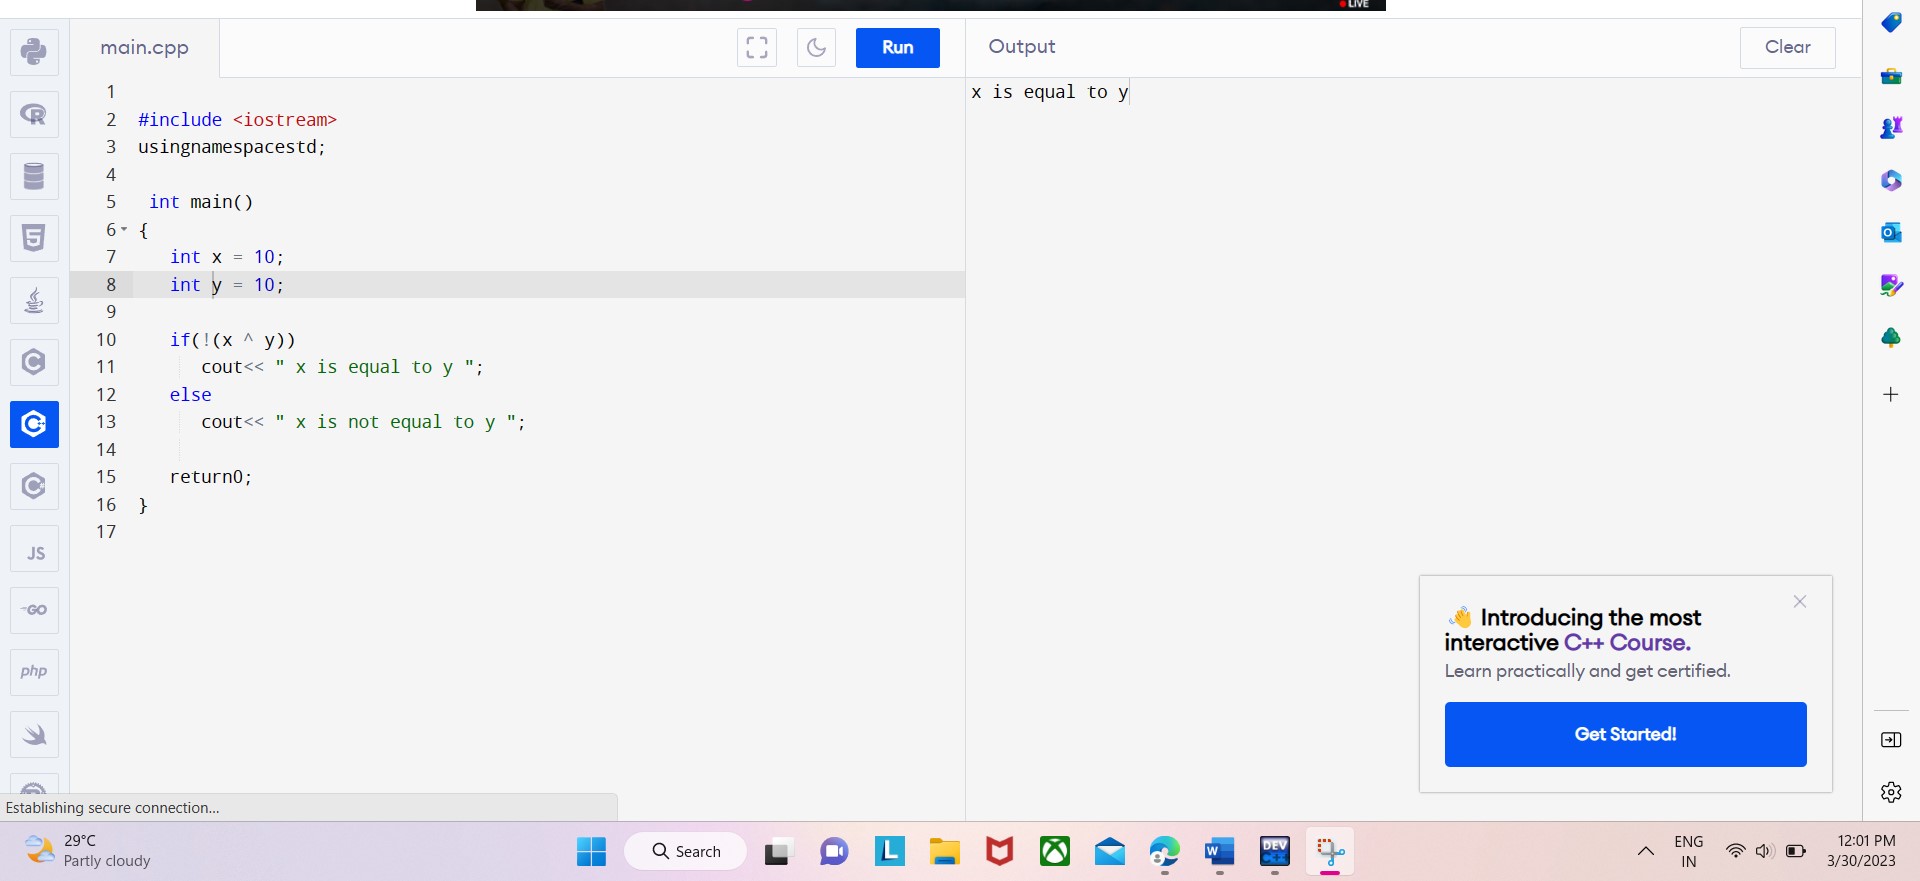 LIVE
main.cpp
Run
Output
Clear
1
2 #include <iostream>
3 usingnamespacestd;
4
5 int main()
6 {
7 int x = 10;
8 int y = 10;
9
10 if(!(x ^ y))
11 cout<< " x is equal to y ";
12 else
13 cout<< " x is not equal to y ";
14
15 return0;
16 }
17
x is equal to y
R
5
C
C
C
JS
GO
php
👋 Introducing the most
interactive C++ Course.
Learn practically and get certified.
Get Started!
Establishing secure connection...
29°C
Partly cloudy
Search
L
W
DEV
C++
ENG
IN
12:01 PM
3/30/2023